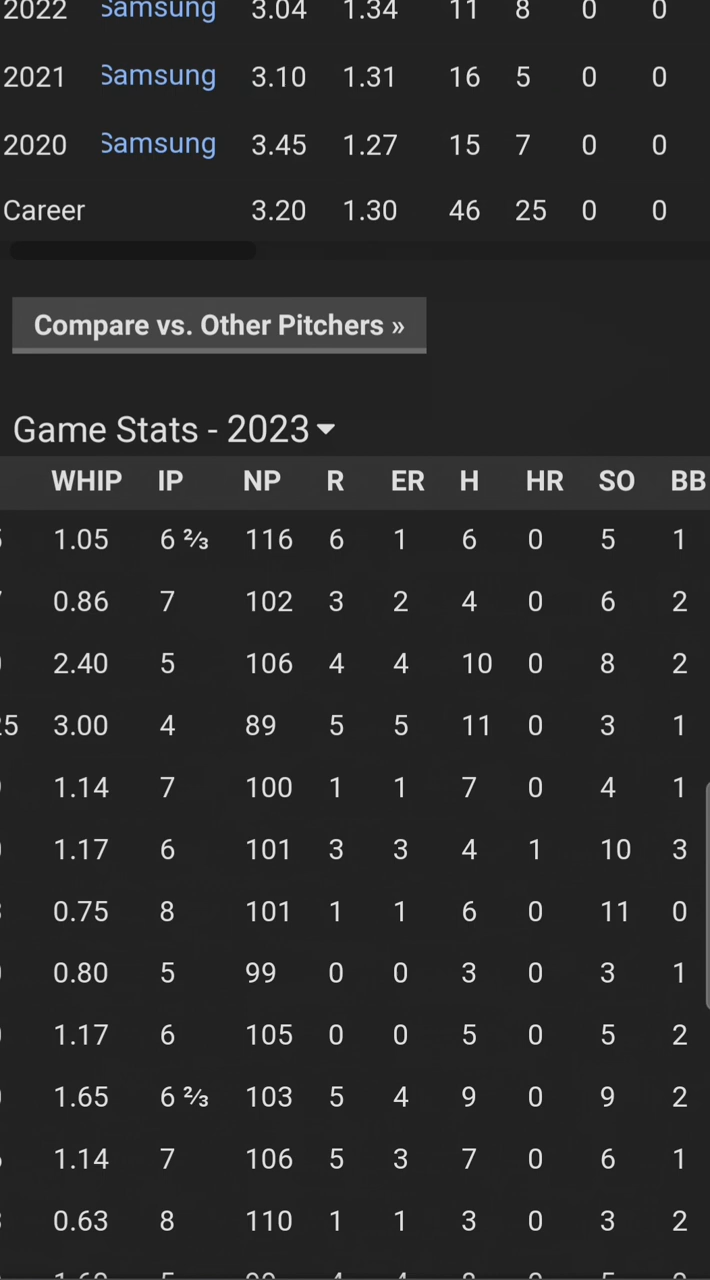 2022 Samsung 3.04 1.34 11 8 0 0
2021 Samsung 3.10 1.31 16 5 0 0
2020 Samsung 3.45 1.27 15 7 0 0
Career 3.20 1.30 46 25 0 0
Compare vs. Other Pitchers »
Game Stats - 2023
WHIP IP NP R ER H HR SO BB
1.05 6 ⅔ 116 6 1 6 0 5 1
0.86 7 102 3 2 4 0 6 2
2.40 5 106 4 4 10 0 8 2
25 3.00 4 89 5 5 11 0 3 1
1.14 7 100 1 1 7 0 4 1
1.17 6 101 3 3 4 1 10 3
0.75 8 101 1 1 6 0 11 0
0.80 5 99 0 0 3 0 3 1
1.17 6 105 0 0 5 0 5 2
1.65 6 ⅔ 103 5 4 9 0 9 2
1.14 7 106 5 3 7 0 6 1
0.63 8 110 1 1 3 0 3 2